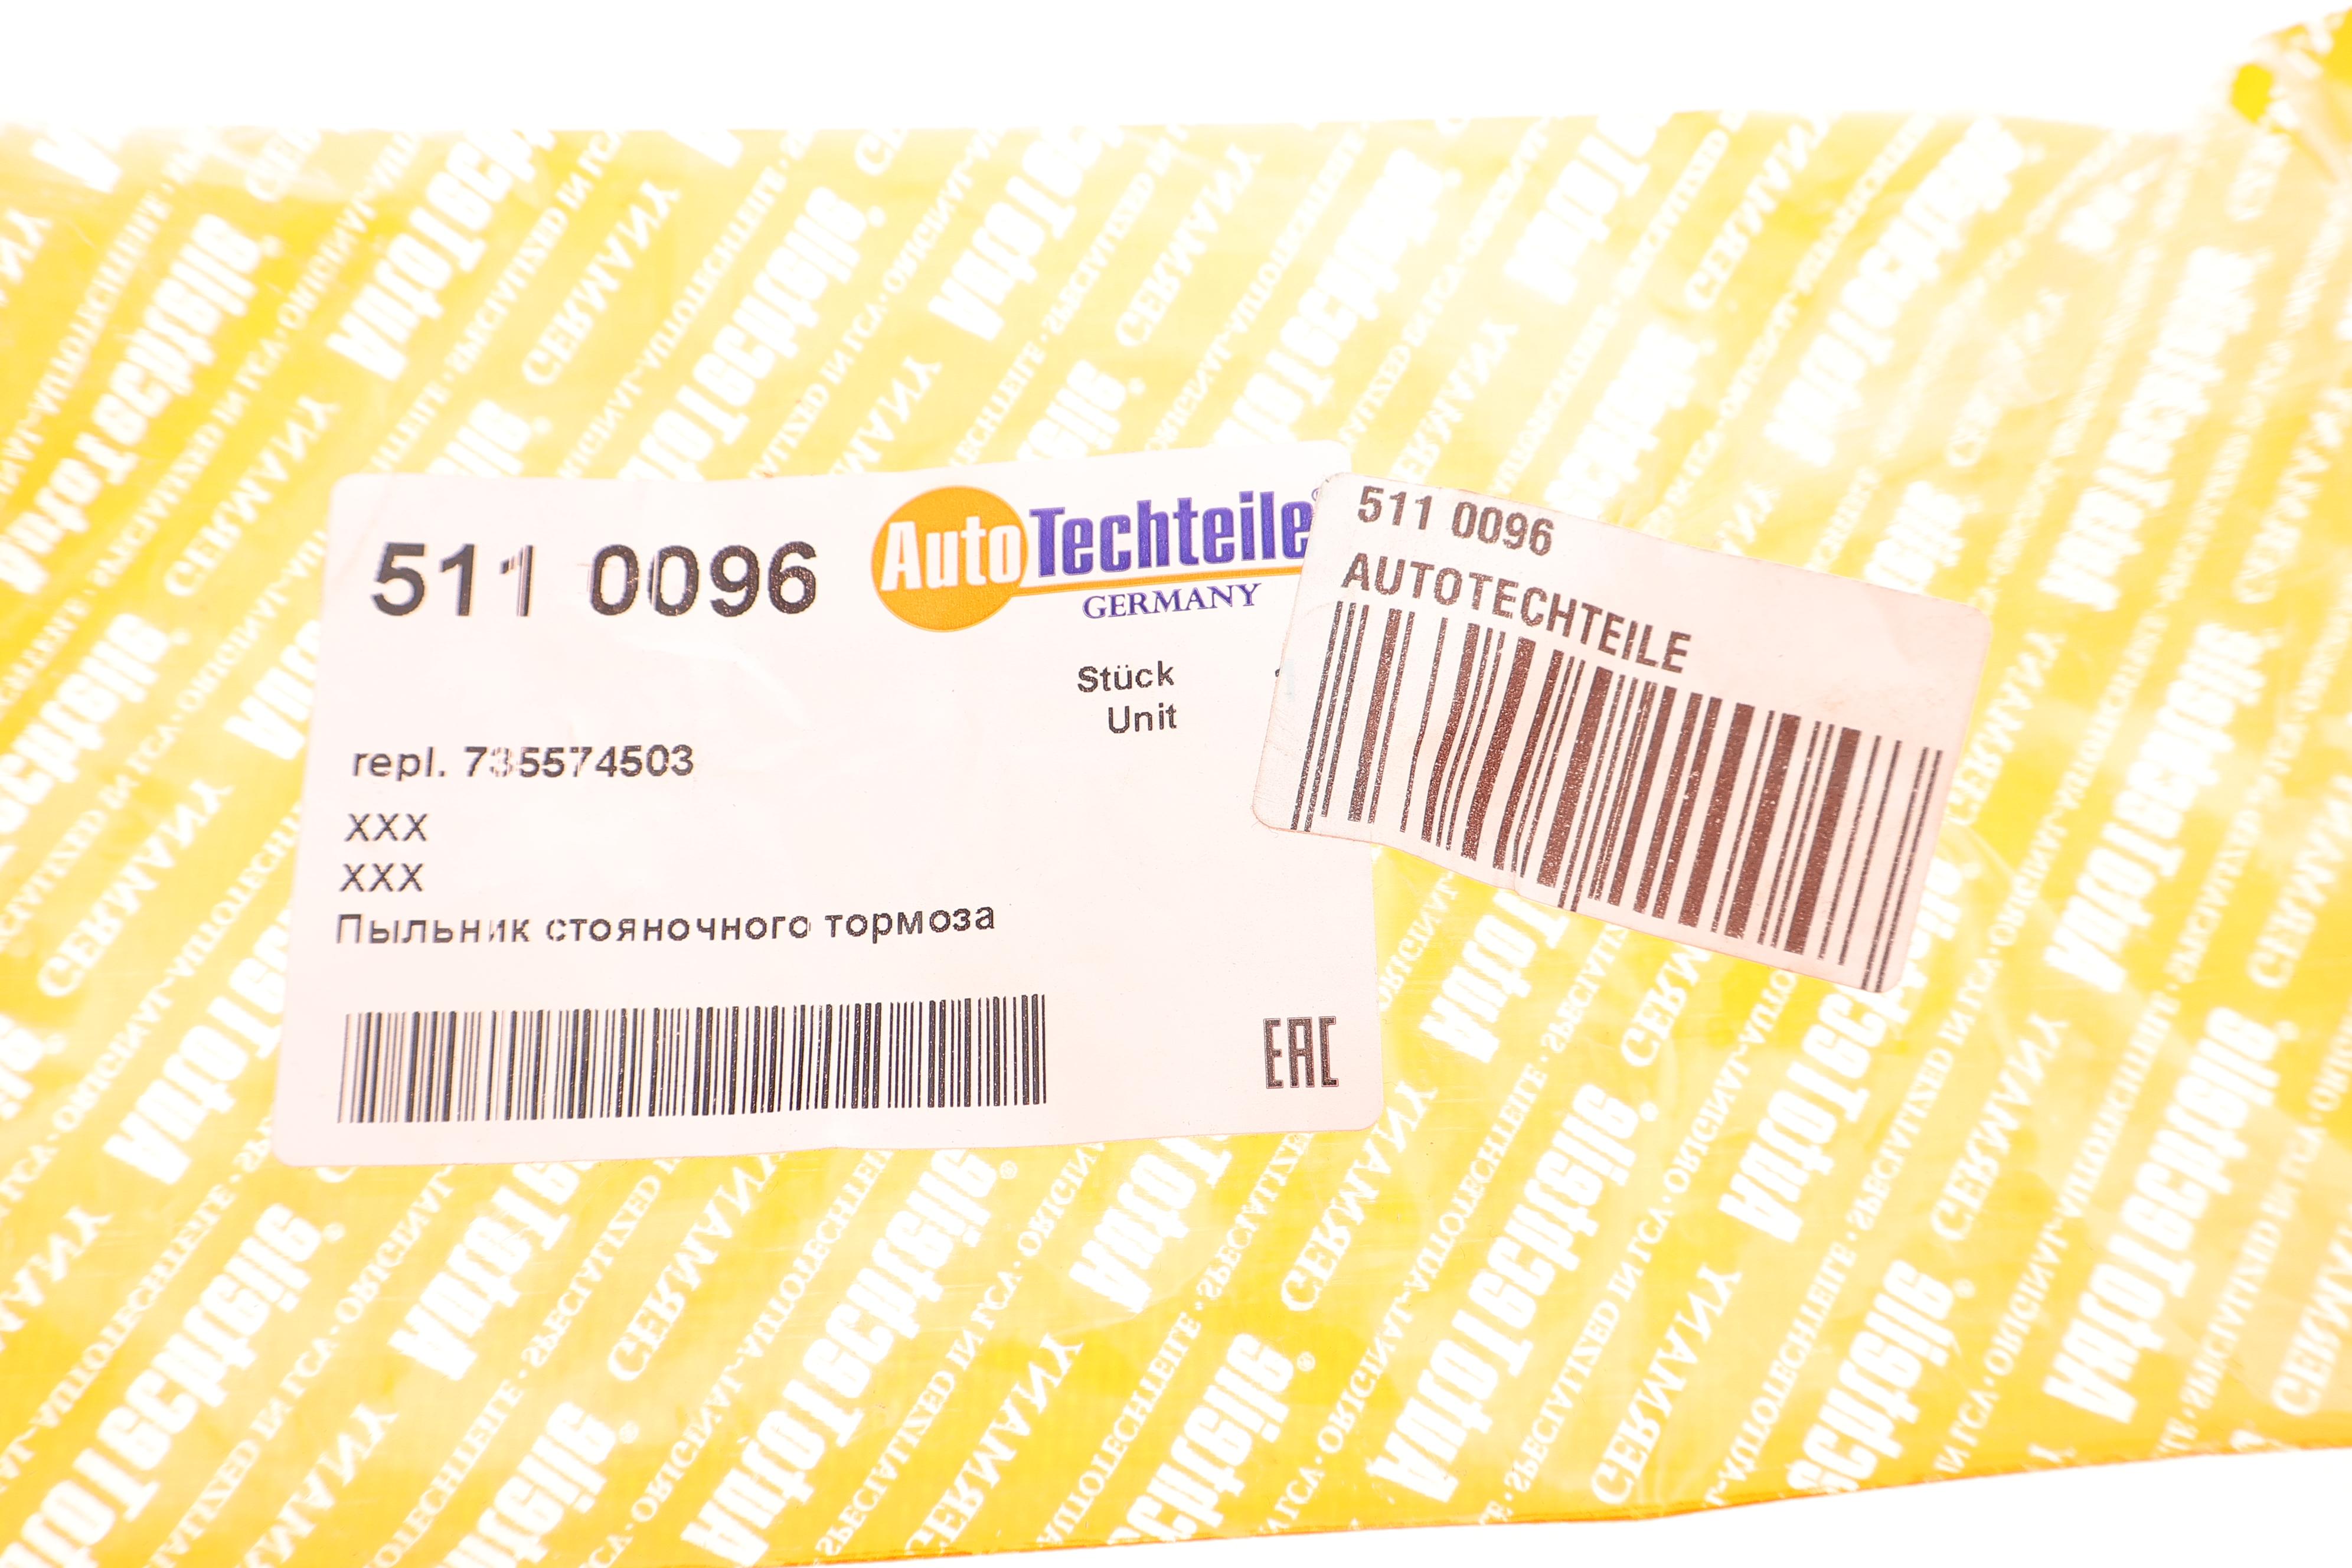 511 0096
AutoTechteile®
GERMANY
Stück
Unit
repl. 735574503
XXX
XXX
Пыльник стояночного тормоза
EAC
511 0096
AUTOTECHTEILE